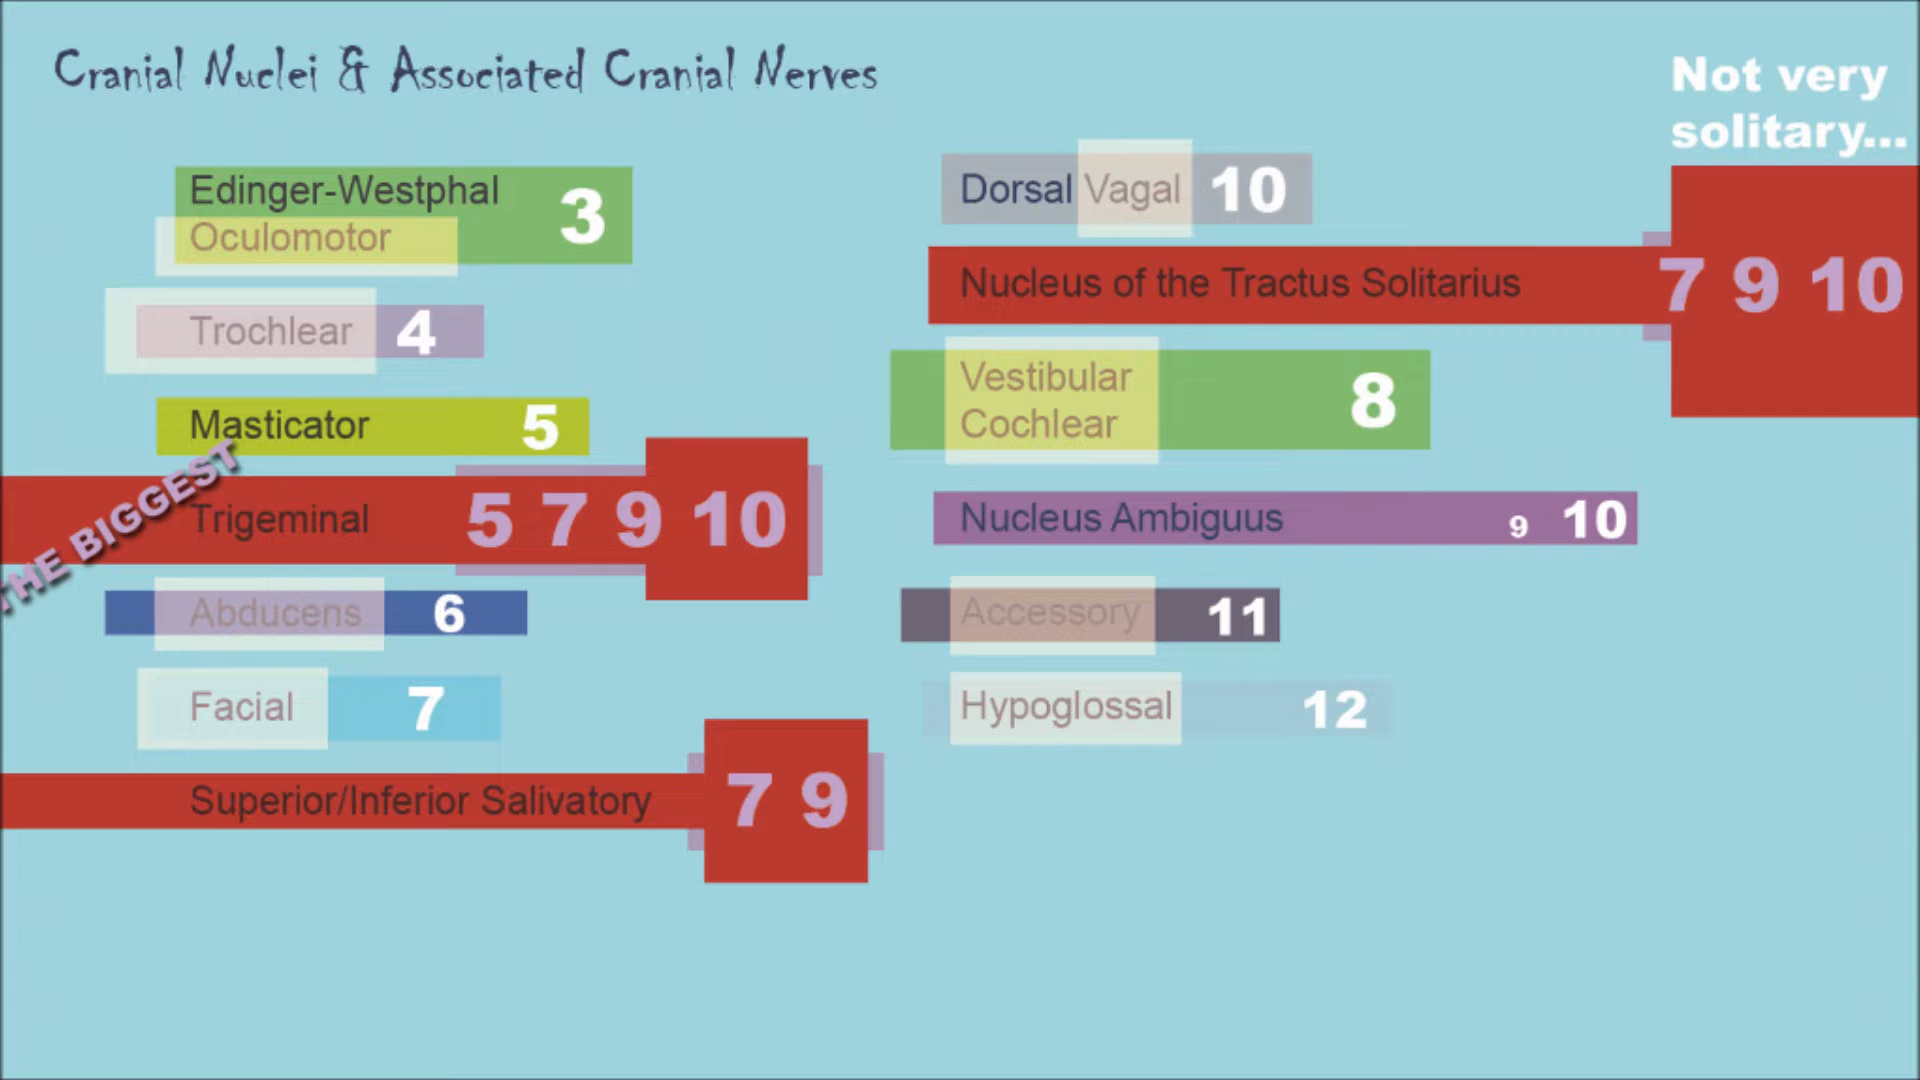 Cranial Nuclei & Associated Cranial Nerves
Edinger-Westphal
Oculomotor 3
Trochlear 4
Masticator 5
THE BIGGEST
Trigeminal 5 7 9 10
Abducens 6
Facial 7
Superior/Inferior Salivatory 7 9
Not very
solitary...
Dorsal Vagal 10
Nucleus of the Tractus Solitarius 7 9 10
Vestibular
Cochlear 8
Nucleus Ambiguus 9 10
Accessory 11
Hypoglossal 12